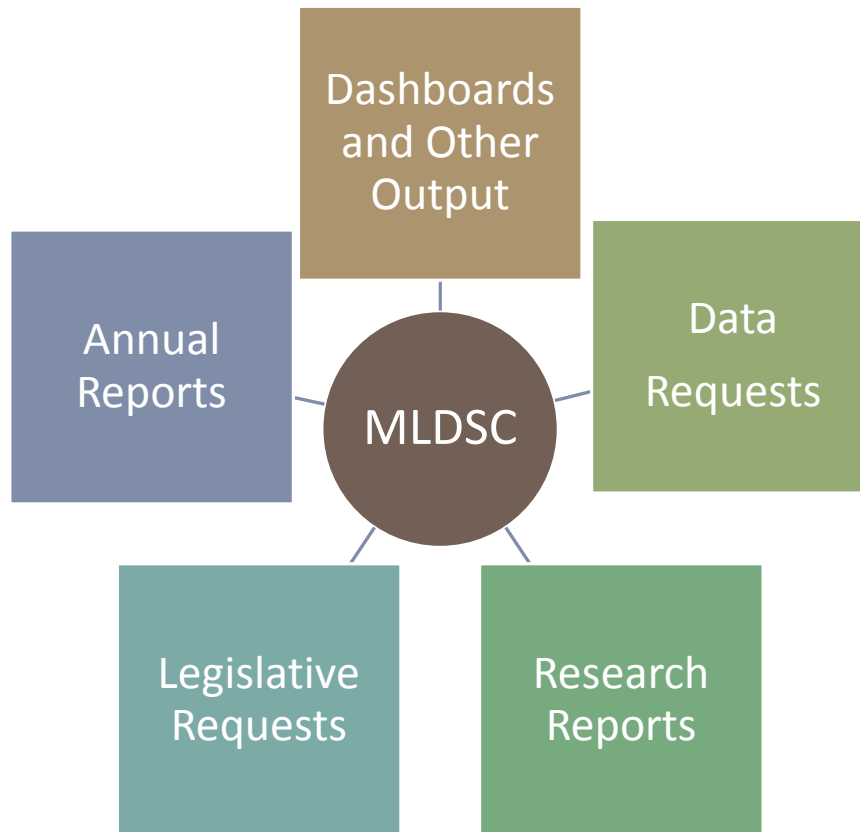 Dashboards
and Other
Output
Data
Requests
Research
Reports
Legislative
Requests
Annual
Reports
MLDSC